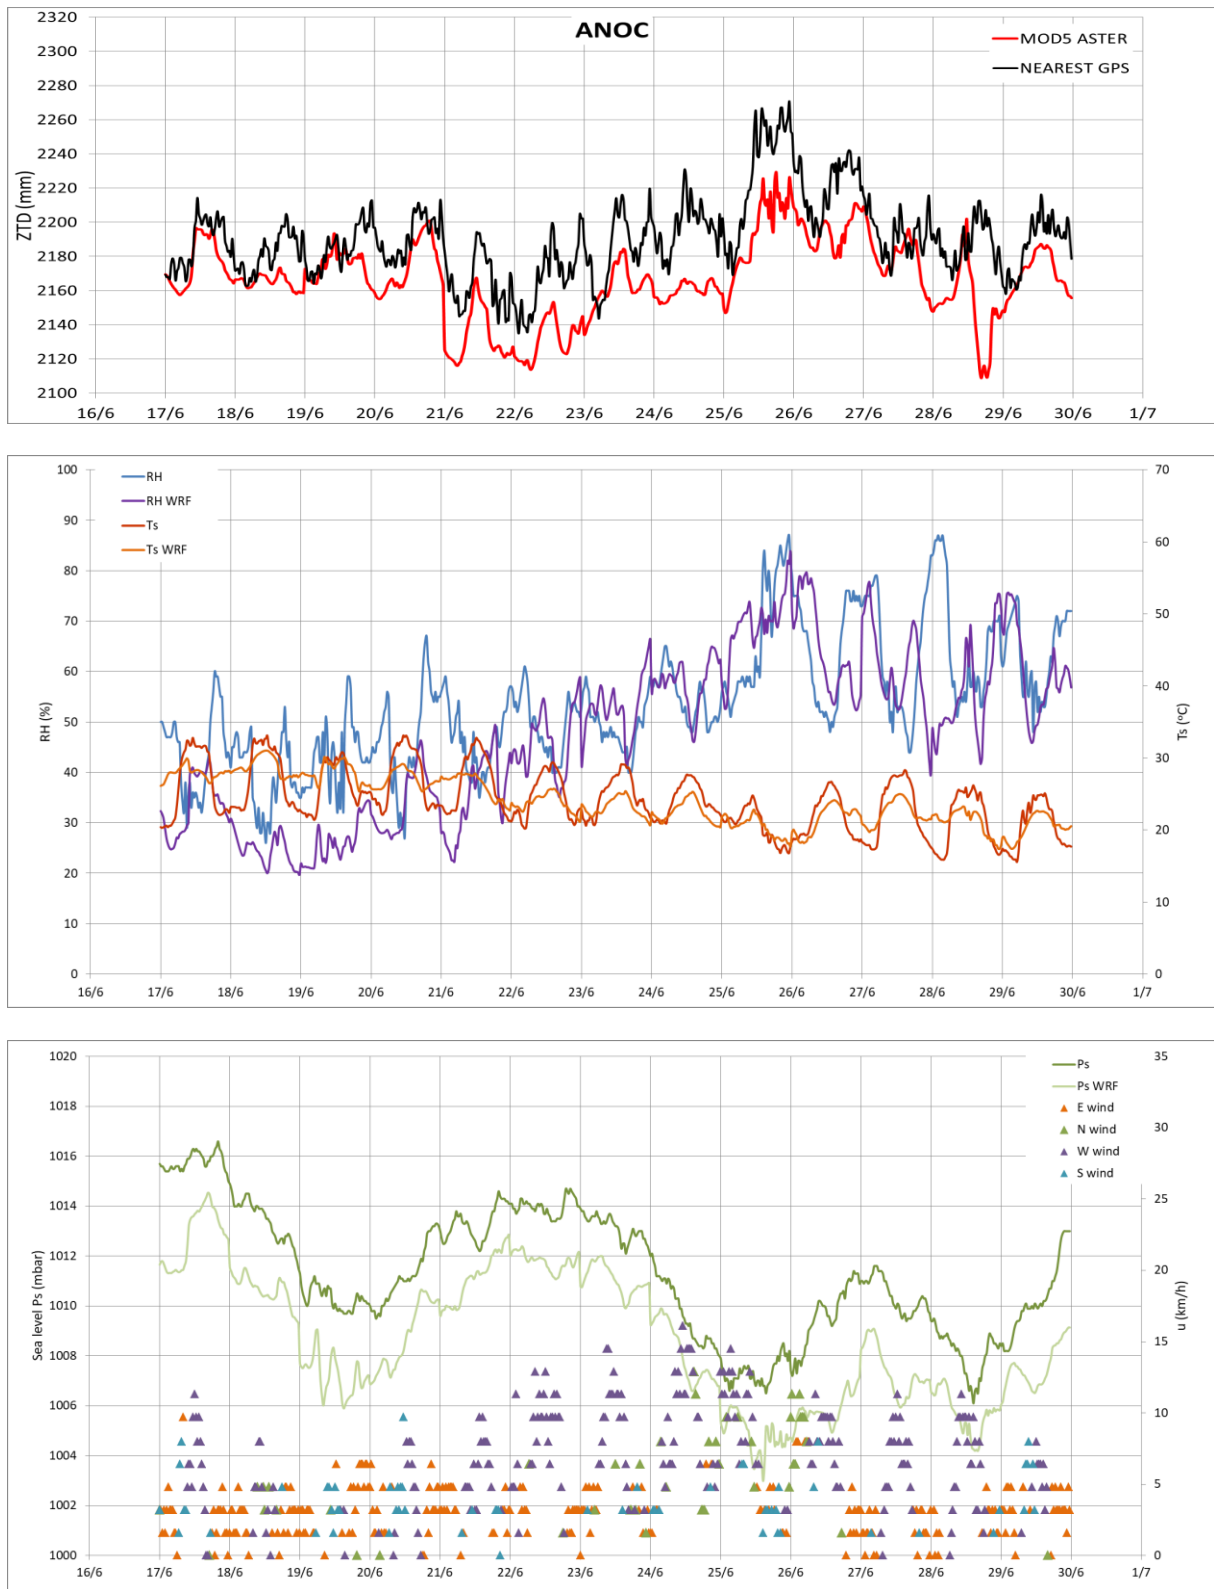 ANOC
2320
2300
2280
2260
2240
2220
2200
2180
2160
2140
2120
2100
ZTD (mm)
MOD5 ASTER
NEAREST GPS
16/6 17/6 18/6 19/6 20/6 21/6 22/6 23/6 24/6 25/6 26/6 27/6 28/6 29/6 30/6 1/7
100
90
80
70
60
50
40
30
20
10
0
RH (%)
RH
RH WRF
Ts
Ts WRF
70
60
50
40
30
20
10
0
Ts (ºC)
16/6 17/6 18/6 19/6 20/6 21/6 22/6 23/6 24/6 25/6 26/6 27/6 28/6 29/6 30/6 1/7
1020
1018
1016
1014
1012
1010
1008
1006
1004
1002
1000
Sea level Ps (mbar)
Ps
Ps WRF
E wind
N wind
W wind
S wind
35
30
25
20
15
10
5
0
u (km/h)
16/6 17/6 18/6 19/6 20/6 21/6 22/6 23/6 24/6 25/6 26/6 27/6 28/6 29/6 30/6 1/7